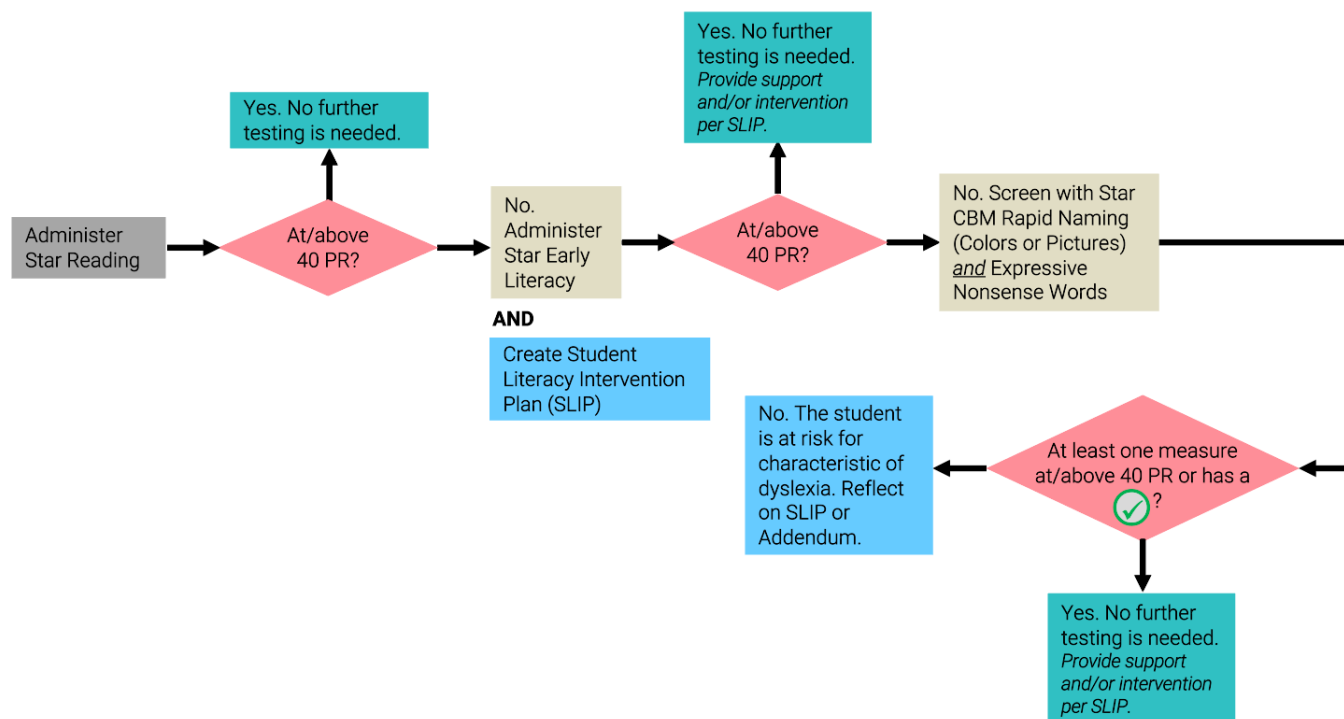 Administer
Star Reading
At/above
40 PR?
Yes. No further
testing is needed.
No.
Administer
Star Early
Literacy
AND
Create Student
Literacy Intervention
Plan (SLIP)
At/above
40 PR?
Yes. No further
testing is needed.
Provide support
and/or intervention
per SLIP.
No. Screen with Star
CBM Rapid Naming
(Colors or Pictures)
and Expressive
Nonsense Words
At least one measure
at/above 40 PR or has a
?
No. The student
is at risk for
characteristic of
dyslexia. Reflect
on SLIP or
Addendum.
Yes. No further
testing is needed.
Provide support
and/or intervention
per SLIP.